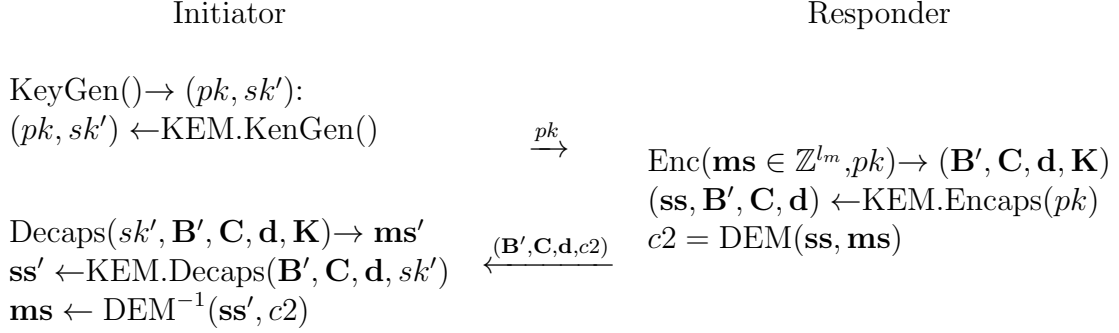 Initiator
Responder
KeyGen()→ (pk, sk′):
(pk, sk′) ←KEM.KenGen()
pk
→
Enc(ms ∈ ℤ^{l_m},pk)→ (B′, C, d, K)
(ss, B′, C, d) ←KEM.Encaps(pk)
c2 = DEM(ss, ms)
Decaps(sk′, B′, C, d, K)→ ms′
ss′ ←KEM.Decaps(B′, C, d, sk′)
ms ← DEM⁻¹(ss′, c2)
(B′,C,d,c2)
←